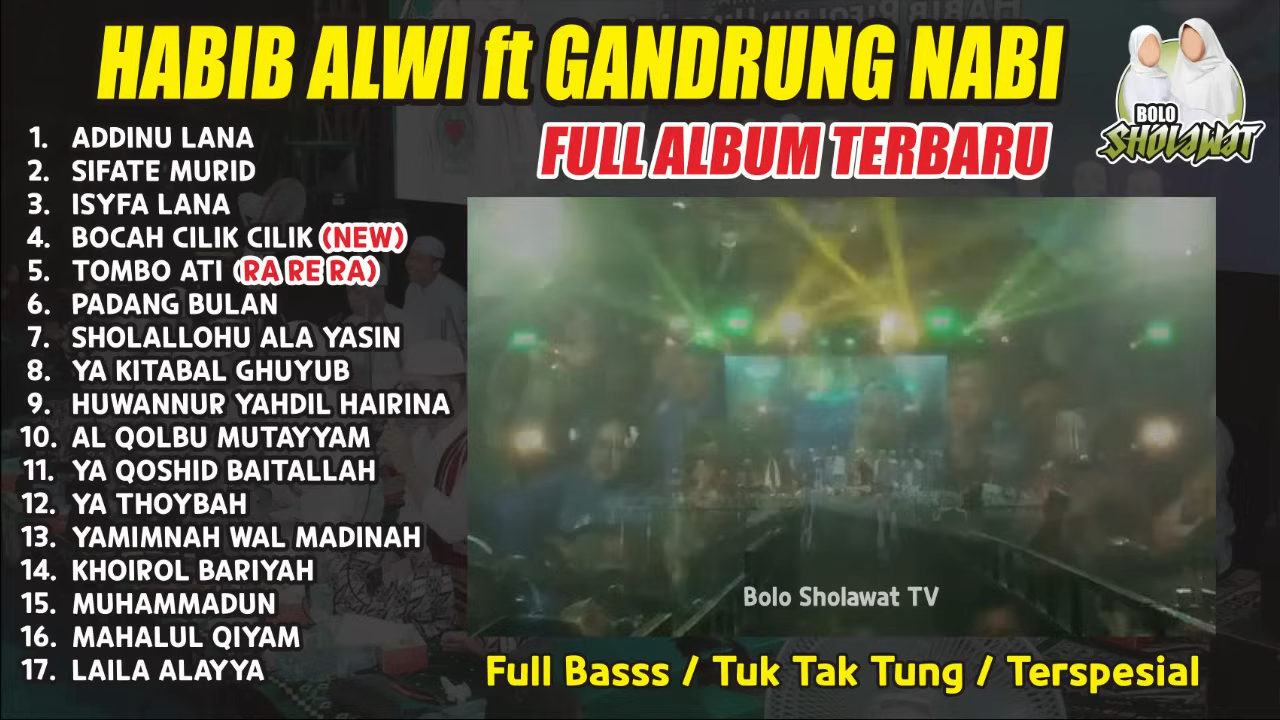 HABIB ALWI ft GANDRUNG NABI
FULL ALBUM TERBARU
BOLO
SHOLAWAT
1. ADDINU LANA
2. SIFATE MURID
3. ISYFA LANA
4. BOCAH CILIK CILIK (NEW)
5. TOMBO ATI (RA RE RA)
6. PADANG BULAN
7. SHOLALLOHU ALA YASIN
8. YA KITABAL GHUYUB
9. HUWANNUR YAHDIL HAIRINA
10. AL QOLBU MUTAYYAM
11. YA QOSHID BAITALLAH
12. YA THOYBAH
13. YAMIMNAH WAL MADINAH
14. KHOIROL BARIYAH
15. MUHAMMADUN
16. MAHALUL QIYAM
17. LAILA ALAYYA
Bolo Sholawat TV
Full Basss / Tuk Tak Tung / Terspesial